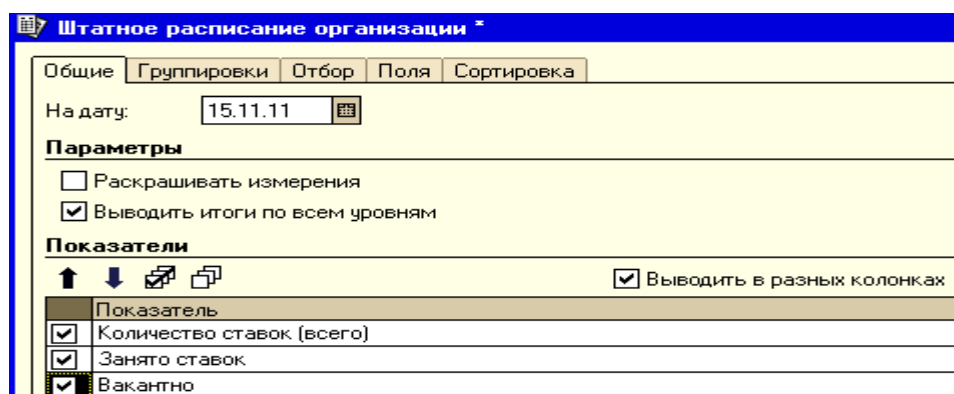 Штатное расписание организации *
Общие Группировки Отбор Поля Сортировка
На дату: 15.11.11
Параметры
Раскрашивать измерения
Выводить итоги по всем уровням
Показатели
Выводить в разных колонках
Показатель
Количество ставок (всего)
Занято ставок
Вакантно